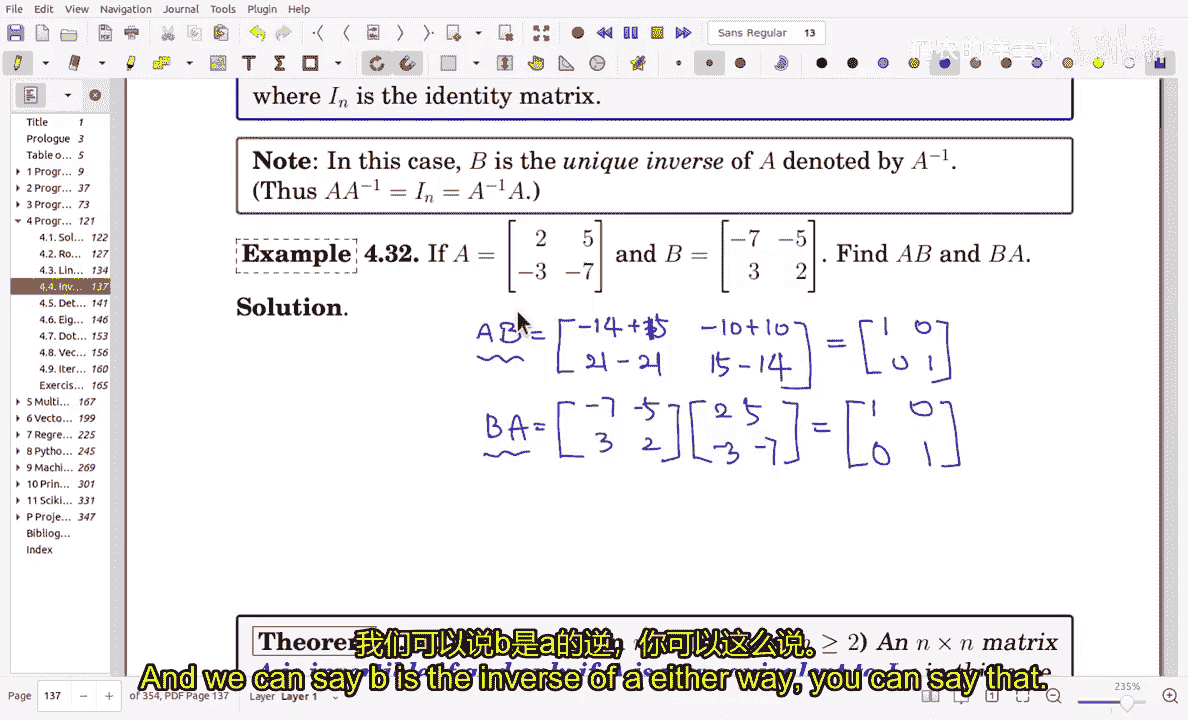 File Edit View Navigation Journal Tools Plugin Help
Sans Regular 13
where Iₙ is the identity matrix.
Title 1
Prologue 3
Table o... 5
1 Progr... 9
2 Progr... 37
3 Progr... 73
4 Progr... 121
4.1. Sol... 122
4.2. Ro... 127
4.3. Lin... 134
4.4. Inv... 137
4.5. Det... 141
4.6. Eig... 146
4.7. Dot... 153
4.8. Vec... 156
4.9. Iter... 160
Exercis... 165
5 Multi... 167
6 Vecto... 199
7 Regre... 225
8 Pytho... 245
9 Machi... 269
10 Prin... 301
11 Sciki... 331
P Proje... 347
Bibliog...
Index
Note: In this case, B is the unique inverse of A denoted by A⁻¹.
(Thus AA⁻¹ = Iₙ = A⁻¹A.)
Example 4.32. If A = [2 5; −3 −7] and B = [−7 −5; 3 2]. Find AB and BA.
Solution.
AB = [-14+15 -10+10; 21-21 15-14] = [1 0; 0 1]
BA = [-7 -5; 3 2] [2 5; -3 -7] = [1 0; 0 1]
≥ 2) An n × n matrix
我们可以说b是a的逆，你可以这么说。
And we can say b is the inverse of a either way, you can say that.
Page 137 − + of 354, PDF Page 137 Layer Layer 1 235%